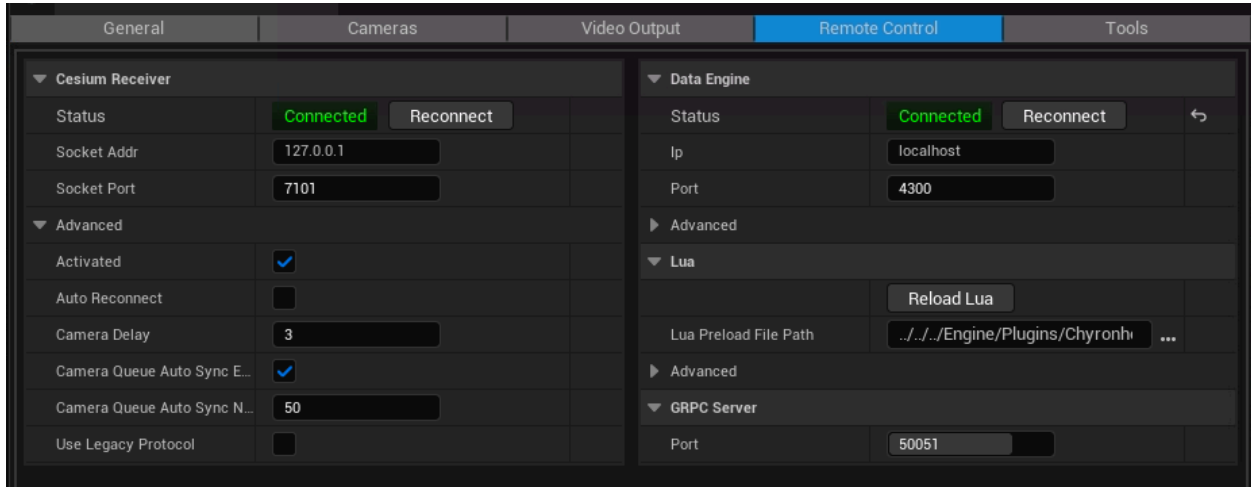 General Cameras Video Output Remote Control Tools
Cesium Receiver
Status Connected Reconnect
Socket Addr 127.0.0.1
Socket Port 7101
Advanced
Activated
Auto Reconnect
Camera Delay 3
Camera Queue Auto Sync E...
Camera Queue Auto Sync N... 50
Use Legacy Protocol
Data Engine
Status Connected Reconnect
Ip localhost
Port 4300
Advanced
Lua
Reload Lua
Lua Preload File Path ../../../Engine/Plugins/Chyronh ...
Advanced
GRPC Server
Port 50051